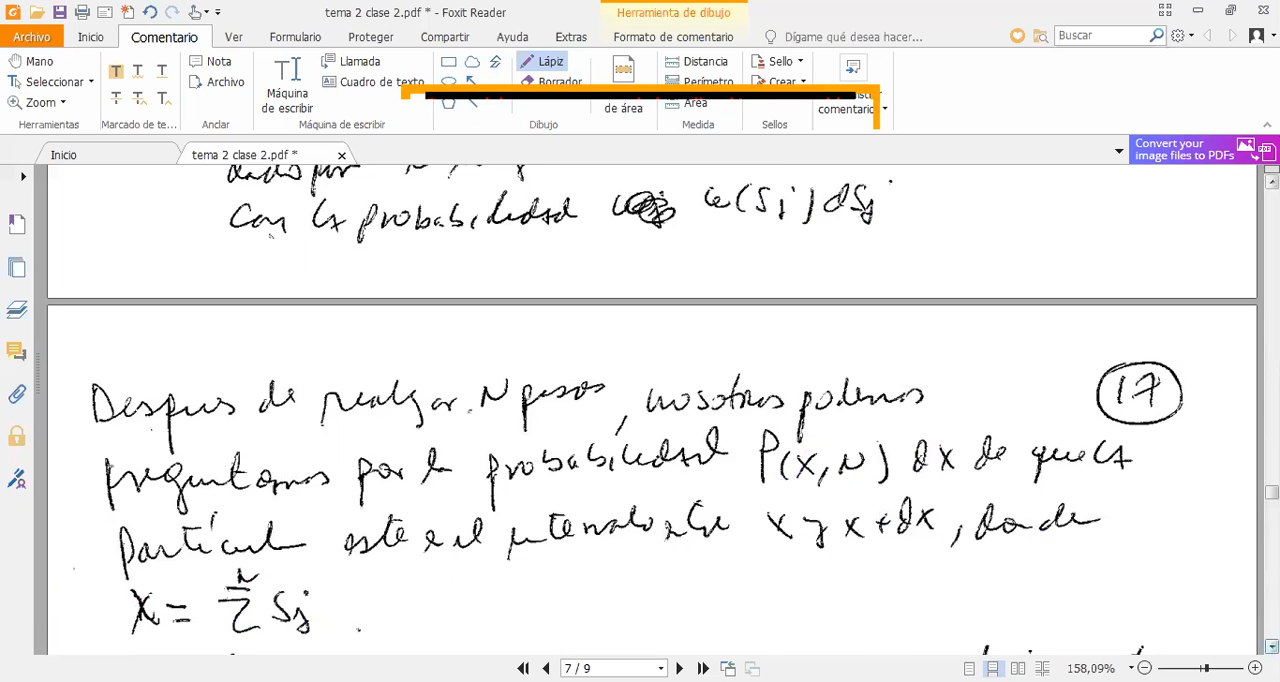 tema 2 clase 2.pdf * - Foxit Reader
Herramienta de dibujo
Archivo
Inicio
Comentario
Ver
Formulario
Proteger
Compartir
Ayuda
Extras
Formato de comentario
Dígame qué desea hacer...
Buscar
Mano
Seleccionar
Zoom
Herramientas
Marcado de te...
Nota
Archivo
Anclar
Máquina
de escribir
Llamada
Cuadro de texto
Máquina de escribir
Lápiz
Borrador
Dibujo
de área
Distancia
Perímetro
Área
Medida
Sello
Crear
Sellos
comentario
Inicio
tema 2 clase 2.pdf *
Convert your
image files to PDFs
dado por
Con la probabilidad w(Sj) dSj
17
Despues de realizar N pasos, nosotros podemos
preguntarnos por la probabilidad P(X,N) dX de que la
Particula este en el intervalo entre X y X+dX, donde
X = Σ^N Sj
7 / 9
158,09%